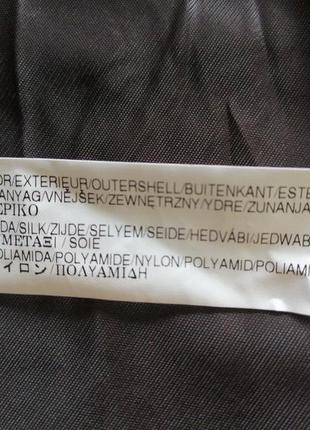 OR/EXTERIEUR/OUTERSHELL/BUITENKANT/ESTE
ANYAG/VNĚJŠEK/ZEWNĘTRZNY/YDRE/ZUNANJA
ΕΡΙΚΟ
DA/SILK/ZIJDE/SELYEM/SEIDE/HEDVÁBÍ/JEDWAB
ΜΕΤΑΞΙ / SOIE
OLIAMIDA/POLYAMIDE/NYLON/POLYAMID/POLIAMI
イロン/ΠΟΛΥΑΜΙΔΗ